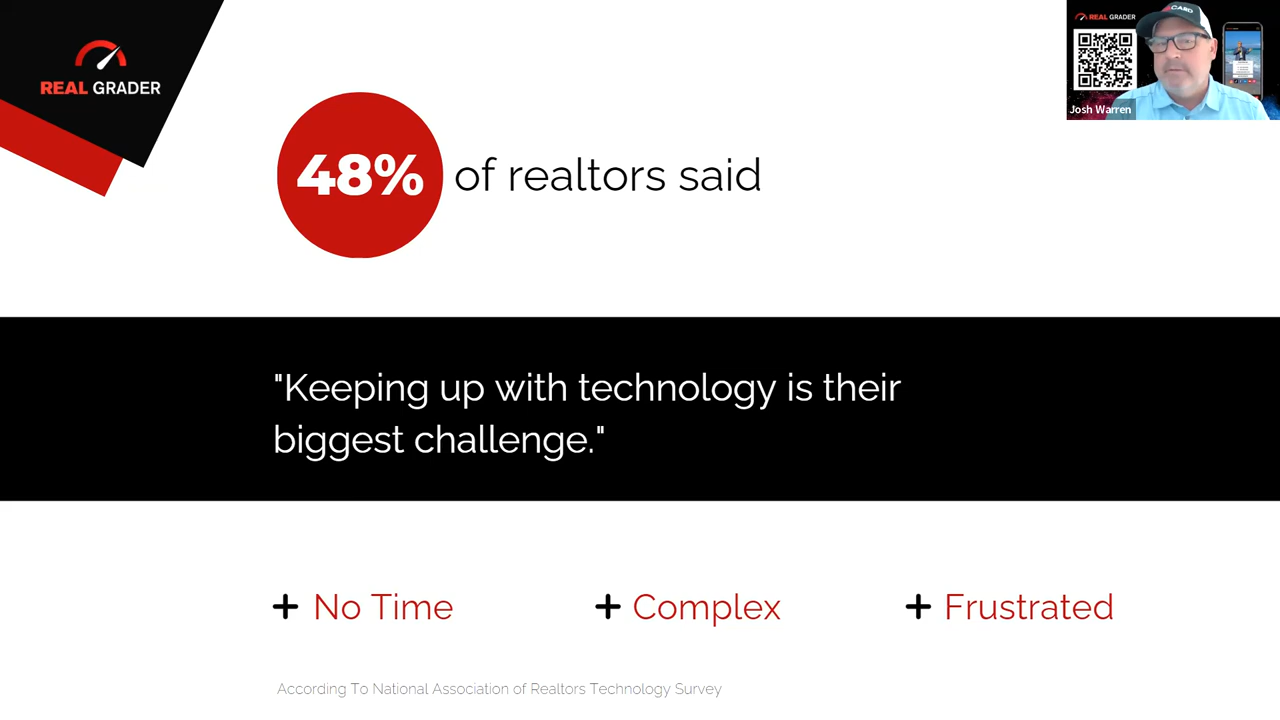 REAL GRADER
REAL GRADER
CABO
Josh Warren
48% of realtors said
"Keeping up with technology is their
biggest challenge."
+ No Time
+ Complex
+ Frustrated
According To National Association of Realtors Technology Survey